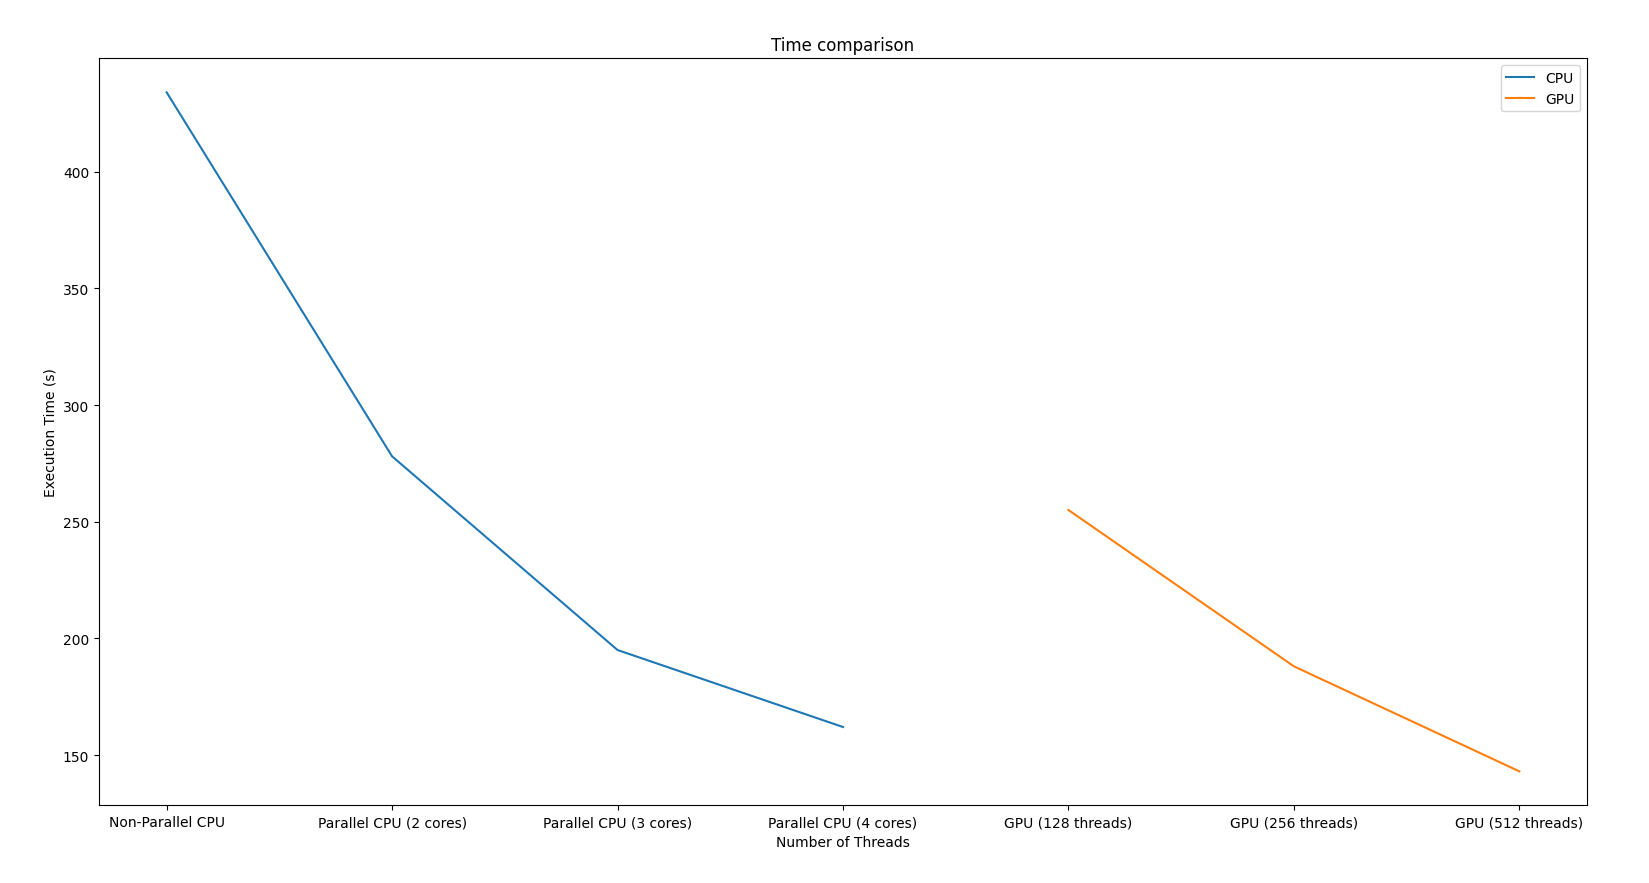 Time comparison
CPU
GPU
400
350
300
250
200
150
Execution Time (s)
Non-Parallel CPU
Parallel CPU (2 cores)
Parallel CPU (3 cores)
Parallel CPU (4 cores)
GPU (128 threads)
GPU (256 threads)
GPU (512 threads)
Number of Threads